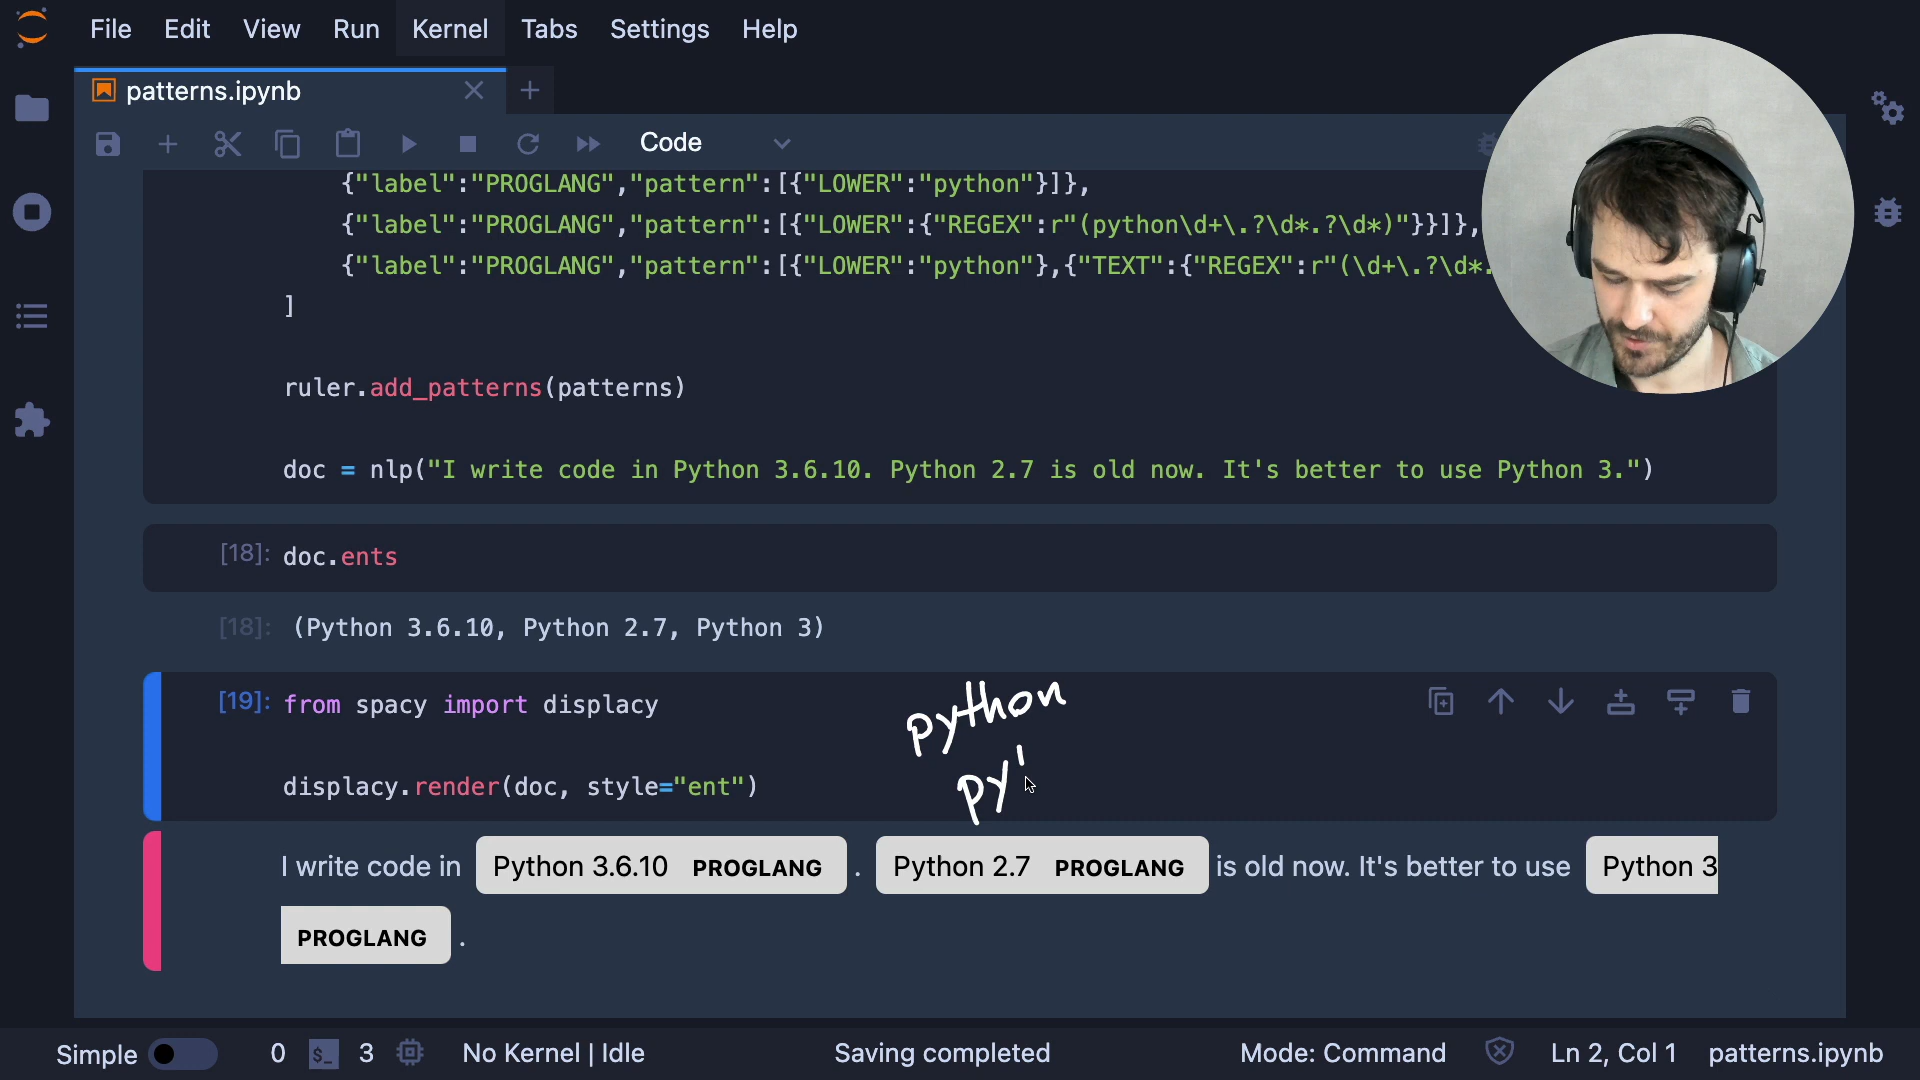 File Edit View Run Kernel Tabs Settings Help
patterns.ipynb
Code
{"label":"PROGLANG","pattern":[{"LOWER":"python"}]},
{"label":"PROGLANG","pattern":[{"LOWER":{"REGEX":r"(python\d+\.?\d*.?\d*)"}}]},
{"label":"PROGLANG","pattern":[{"LOWER":"python"},{"TEXT":{"REGEX":r"(\d+\.?\d*.
]
ruler.add_patterns(patterns)
doc = nlp("I write code in Python 3.6.10. Python 2.7 is old now. It's better to use Python 3.")
[18]: doc.ents
[18]: (Python 3.6.10, Python 2.7, Python 3)
[19]: from spacy import displacy
python
displacy.render(doc, style="ent")
py'
I write code in Python 3.6.10 PROGLANG . Python 2.7 PROGLANG is old now. It's better to use Python 3
PROGLANG .
Simple 0 $_ 3 No Kernel | Idle Saving completed Mode: Command Ln 2, Col 1 patterns.ipynb